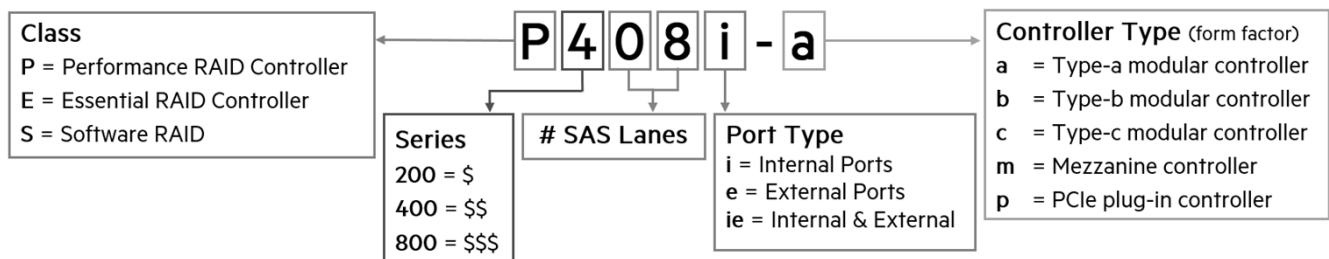 P408i-a
Class
P = Performance RAID Controller
E = Essential RAID Controller
S = Software RAID
Series
200 = $
400 = $$
800 = $$$
# SAS Lanes
Port Type
i = Internal Ports
e = External Ports
ie = Internal & External
Controller Type (form factor)
a = Type-a modular controller
b = Type-b modular controller
c = Type-c modular controller
m = Mezzanine controller
p = PCIe plug-in controller